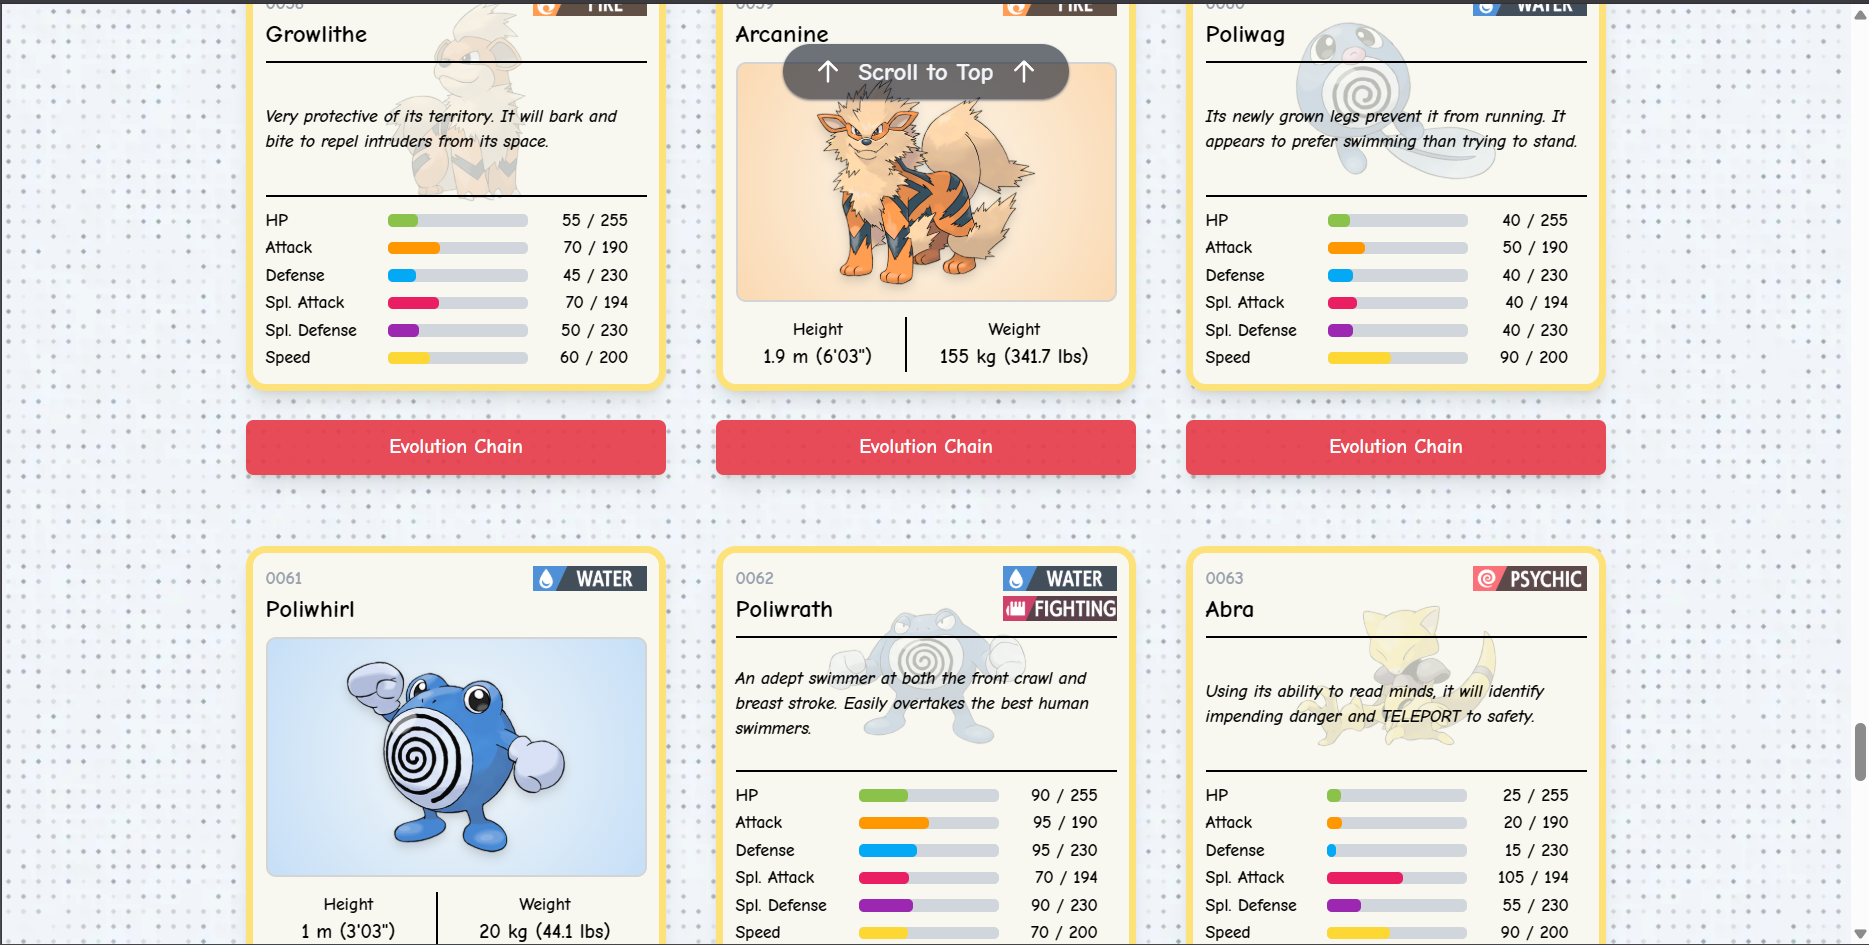 0058
FIRE
Growlithe
Very protective of its territory. It will bark and
bite to repel intruders from its space.
HP 55 / 255
Attack 70 / 190
Defense 45 / 230
Spl. Attack 70 / 194
Spl. Defense 50 / 230
Speed 60 / 200
Evolution Chain
0059
FIRE
Arcanine
↑ Scroll to Top ↑
Height Weight
1.9 m (6'03") 155 kg (341.7 lbs)
Evolution Chain
0060
WATER
Poliwag
Its newly grown legs prevent it from running. It
appears to prefer swimming than trying to stand.
HP 40 / 255
Attack 50 / 190
Defense 40 / 230
Spl. Attack 40 / 194
Spl. Defense 40 / 230
Speed 90 / 200
Evolution Chain
0061 WATER
Poliwhirl
Height Weight
1 m (3'03") 20 kg (44.1 lbs)
0062 WATER
Poliwrath FIGHTING
An adept swimmer at both the front crawl and
breast stroke. Easily overtakes the best human
swimmers.
HP 90 / 255
Attack 95 / 190
Defense 95 / 230
Spl. Attack 70 / 194
Spl. Defense 90 / 230
Speed 70 / 200
0063 PSYCHIC
Abra
Using its ability to read minds, it will identify
impending danger and TELEPORT to safety.
HP 25 / 255
Attack 20 / 190
Defense 15 / 230
Spl. Attack 105 / 194
Spl. Defense 55 / 230
Speed 90 / 200